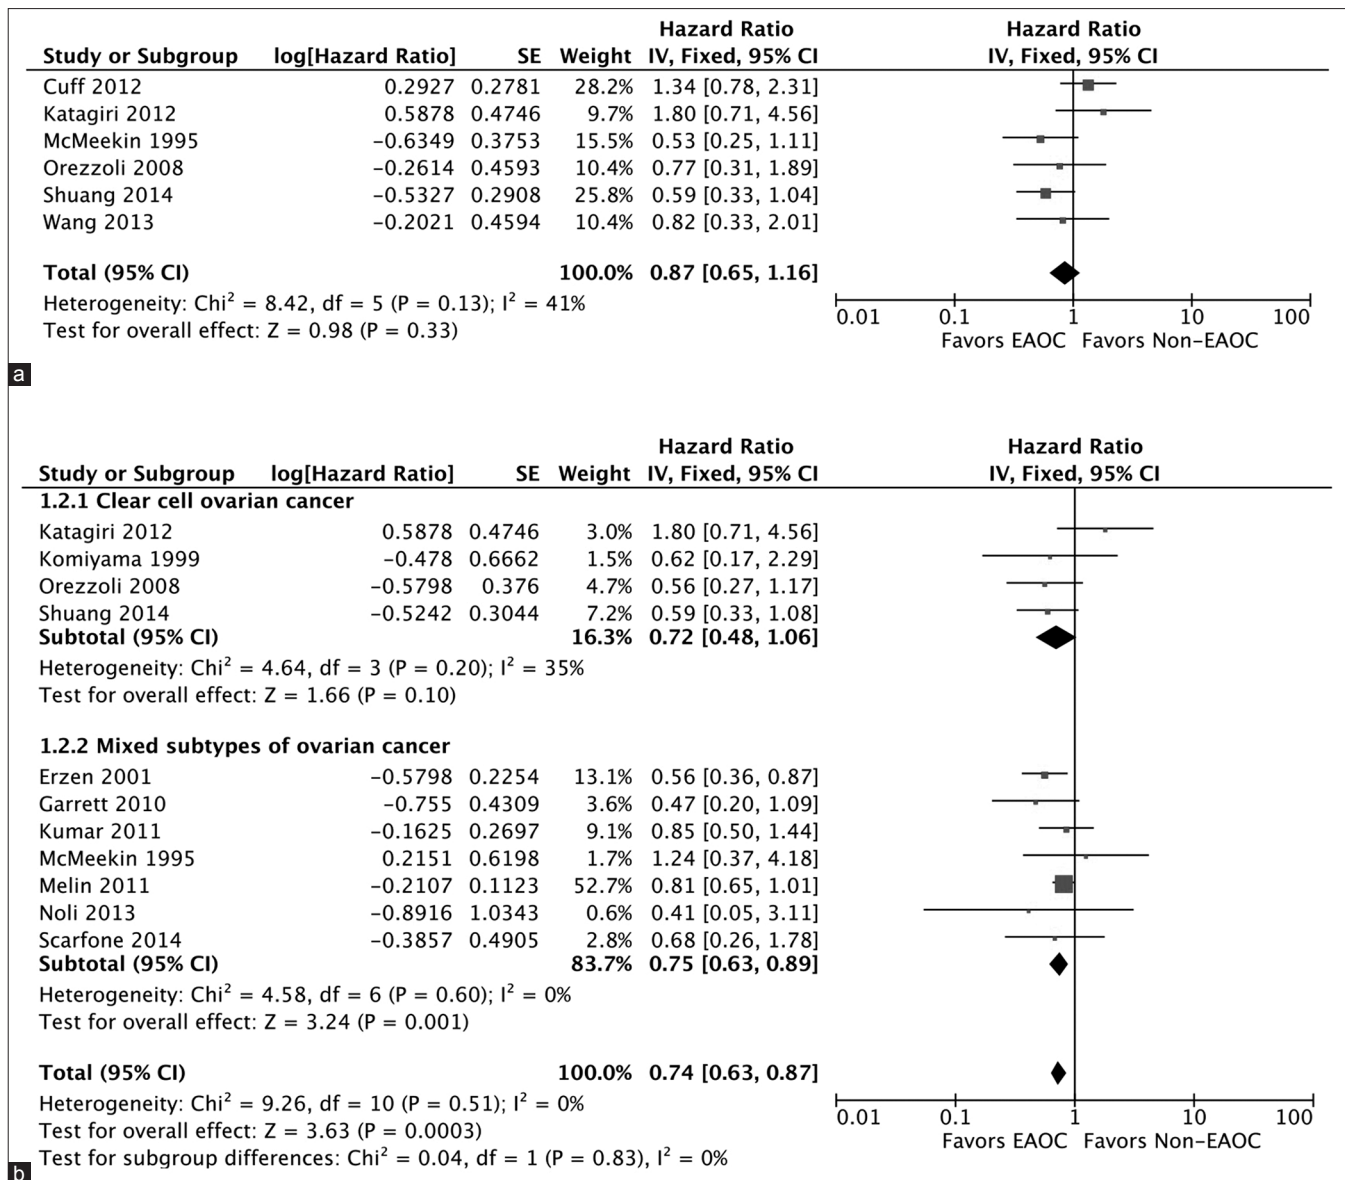 Hazard Ratio Hazard Ratio
Study or Subgroup log[Hazard Ratio] SE Weight IV, Fixed, 95% CI IV, Fixed, 95% CI
Cuff 2012 0.2927 0.2781 28.2% 1.34 [0.78, 2.31]
Katagiri 2012 0.5878 0.4746 9.7% 1.80 [0.71, 4.56]
McMeekin 1995 −0.6349 0.3753 15.5% 0.53 [0.25, 1.11]
Orezzoli 2008 −0.2614 0.4593 10.4% 0.77 [0.31, 1.89]
Shuang 2014 −0.5327 0.2908 25.8% 0.59 [0.33, 1.04]
Wang 2013 −0.2021 0.4594 10.4% 0.82 [0.33, 2.01]
Total (95% CI) 100.0% 0.87 [0.65, 1.16]
Heterogeneity: Chi² = 8.42, df = 5 (P = 0.13); I² = 41%
Test for overall effect: Z = 0.98 (P = 0.33)
0.01 0.1 1 10 100
Favors EAOC Favors Non−EAOC
a
Hazard Ratio Hazard Ratio
Study or Subgroup log[Hazard Ratio] SE Weight IV, Fixed, 95% CI IV, Fixed, 95% CI
1.2.1 Clear cell ovarian cancer
Katagiri 2012 0.5878 0.4746 3.0% 1.80 [0.71, 4.56]
Komiyama 1999 −0.478 0.6662 1.5% 0.62 [0.17, 2.29]
Orezzoli 2008 −0.5798 0.376 4.7% 0.56 [0.27, 1.17]
Shuang 2014 −0.5242 0.3044 7.2% 0.59 [0.33, 1.08]
Subtotal (95% CI) 16.3% 0.72 [0.48, 1.06]
Heterogeneity: Chi² = 4.64, df = 3 (P = 0.20); I² = 35%
Test for overall effect: Z = 1.66 (P = 0.10)
1.2.2 Mixed subtypes of ovarian cancer
Erzen 2001 −0.5798 0.2254 13.1% 0.56 [0.36, 0.87]
Garrett 2010 −0.755 0.4309 3.6% 0.47 [0.20, 1.09]
Kumar 2011 −0.1625 0.2697 9.1% 0.85 [0.50, 1.44]
McMeekin 1995 0.2151 0.6198 1.7% 1.24 [0.37, 4.18]
Melin 2011 −0.2107 0.1123 52.7% 0.81 [0.65, 1.01]
Noli 2013 −0.8916 1.0343 0.6% 0.41 [0.05, 3.11]
Scarfone 2014 −0.3857 0.4905 2.8% 0.68 [0.26, 1.78]
Subtotal (95% CI) 83.7% 0.75 [0.63, 0.89]
Heterogeneity: Chi² = 4.58, df = 6 (P = 0.60); I² = 0%
Test for overall effect: Z = 3.24 (P = 0.001)
Total (95% CI) 100.0% 0.74 [0.63, 0.87]
Heterogeneity: Chi² = 9.26, df = 10 (P = 0.51); I² = 0%
Test for overall effect: Z = 3.63 (P = 0.0003)
Test for subgroup differences: Chi² = 0.04, df = 1 (P = 0.83), I² = 0%
0.01 0.1 1 10 100
Favors EAOC Favors Non−EAOC
b